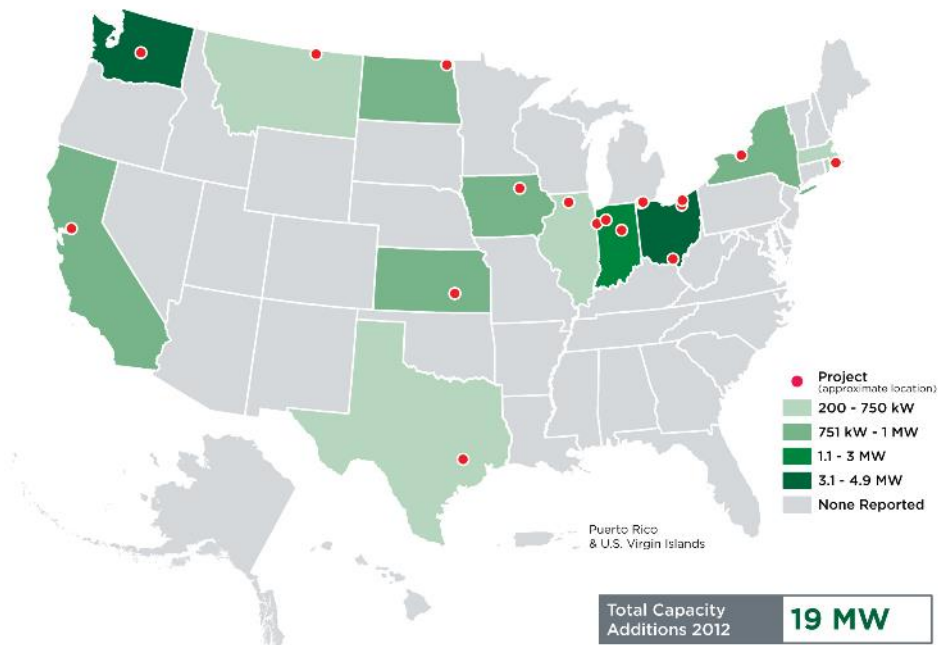 Project
(approximate location)
200 - 750 kW
751 kW - 1 MW
1.1 - 3 MW
3.1 - 4.9 MW
None Reported
Puerto Rico
& U.S. Virgin Islands
Total Capacity
Additions 2012
19 MW